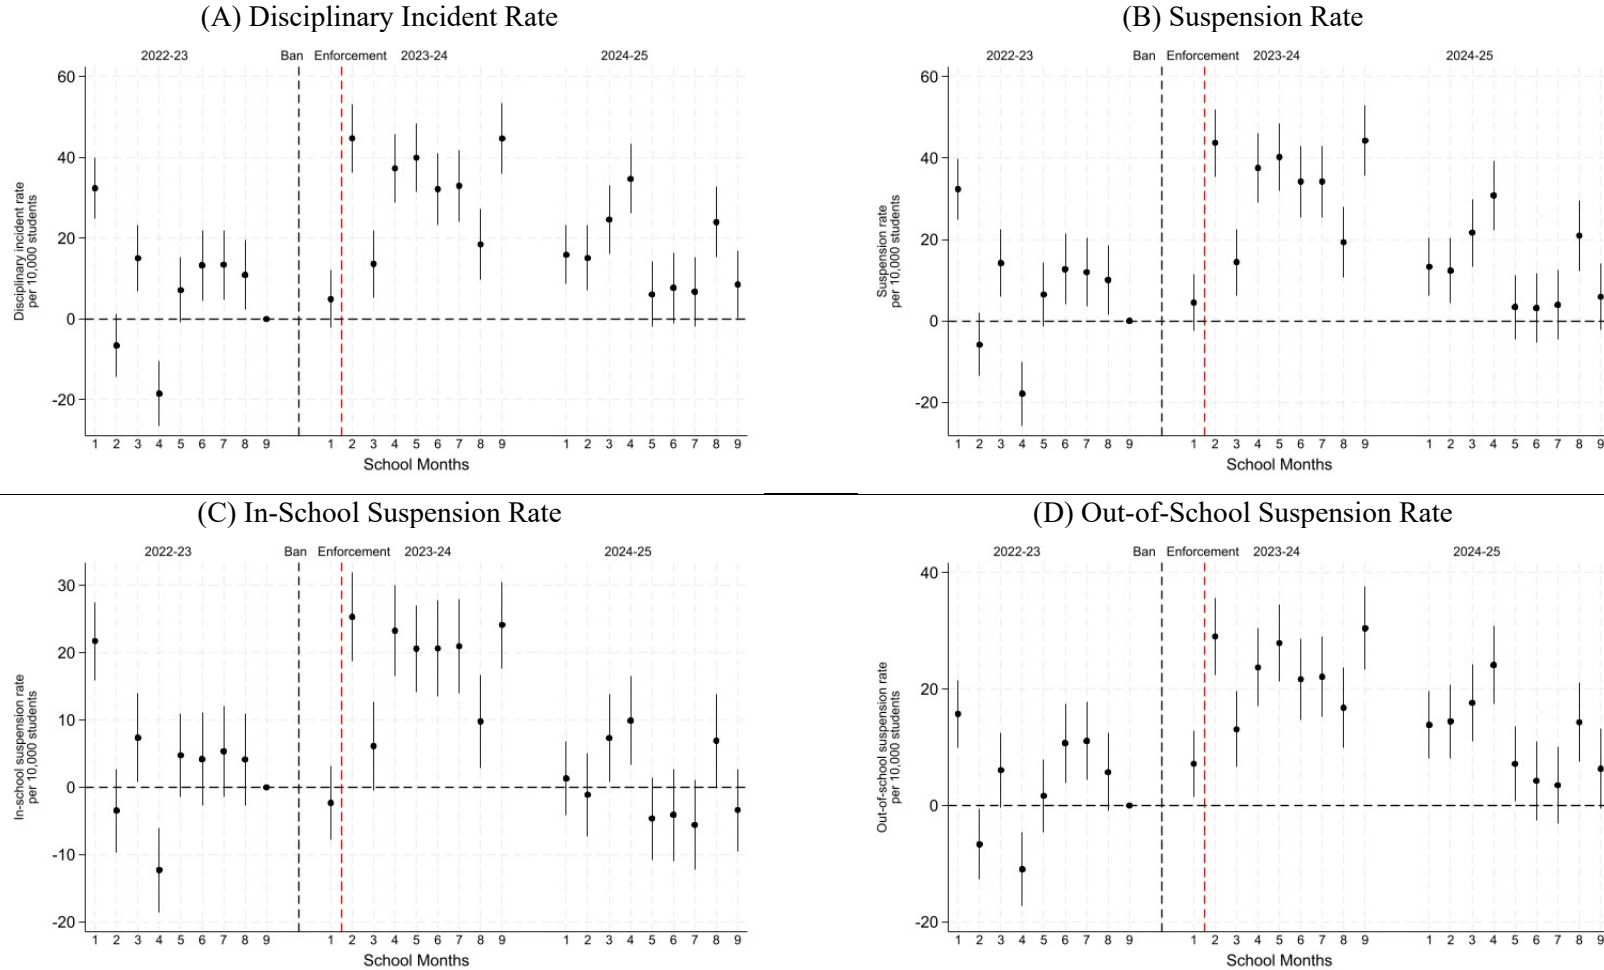 (A) Disciplinary Incident Rate
2022-23 Ban Enforcement 2023-24 2024-25
Disciplinary incident rate
per 10,000 students
60
40
20
0
-20
1 2 3 4 5 6 7 8 9 1 2 3 4 5 6 7 8 9 1 2 3 4 5 6 7 8 9
School Months
(B) Suspension Rate
2022-23 Ban Enforcement 2023-24 2024-25
Suspension rate
per 10,000 students
60
40
20
0
-20
1 2 3 4 5 6 7 8 9 1 2 3 4 5 6 7 8 9 1 2 3 4 5 6 7 8 9
School Months
(C) In-School Suspension Rate
2022-23 Ban Enforcement 2023-24 2024-25
In-school suspension rate
per 10,000 students
30
20
10
0
-10
-20
1 2 3 4 5 6 7 8 9 1 2 3 4 5 6 7 8 9 1 2 3 4 5 6 7 8 9
School Months
(D) Out-of-School Suspension Rate
2022-23 Ban Enforcement 2023-24 2024-25
Out-of-school suspension rate
per 10,000 students
40
20
0
-20
1 2 3 4 5 6 7 8 9 1 2 3 4 5 6 7 8 9 1 2 3 4 5 6 7 8 9
School Months